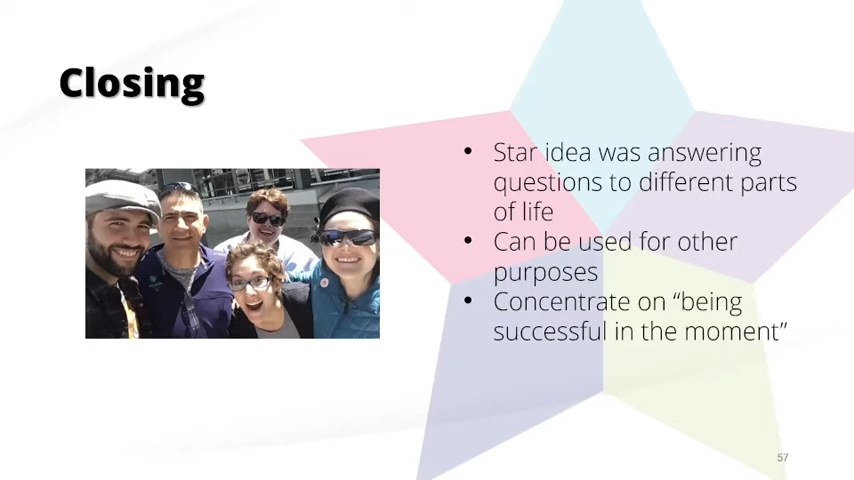 Closing
• Star idea was answering
questions to different parts
of life
• Can be used for other
purposes
• Concentrate on “being
successful in the moment”
57